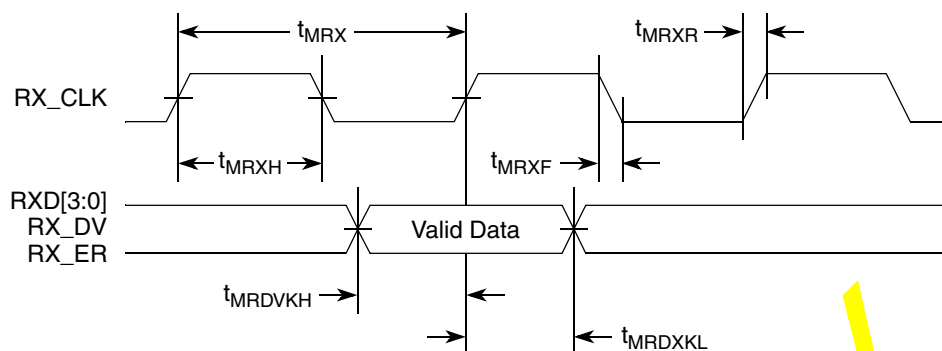 tMRX
tMRXR
RX_CLK
tMRXH
tMRXF
RXD[3:0]
RX_DV
Valid Data
RX_ER
tMRDVKH
tMRDXKL